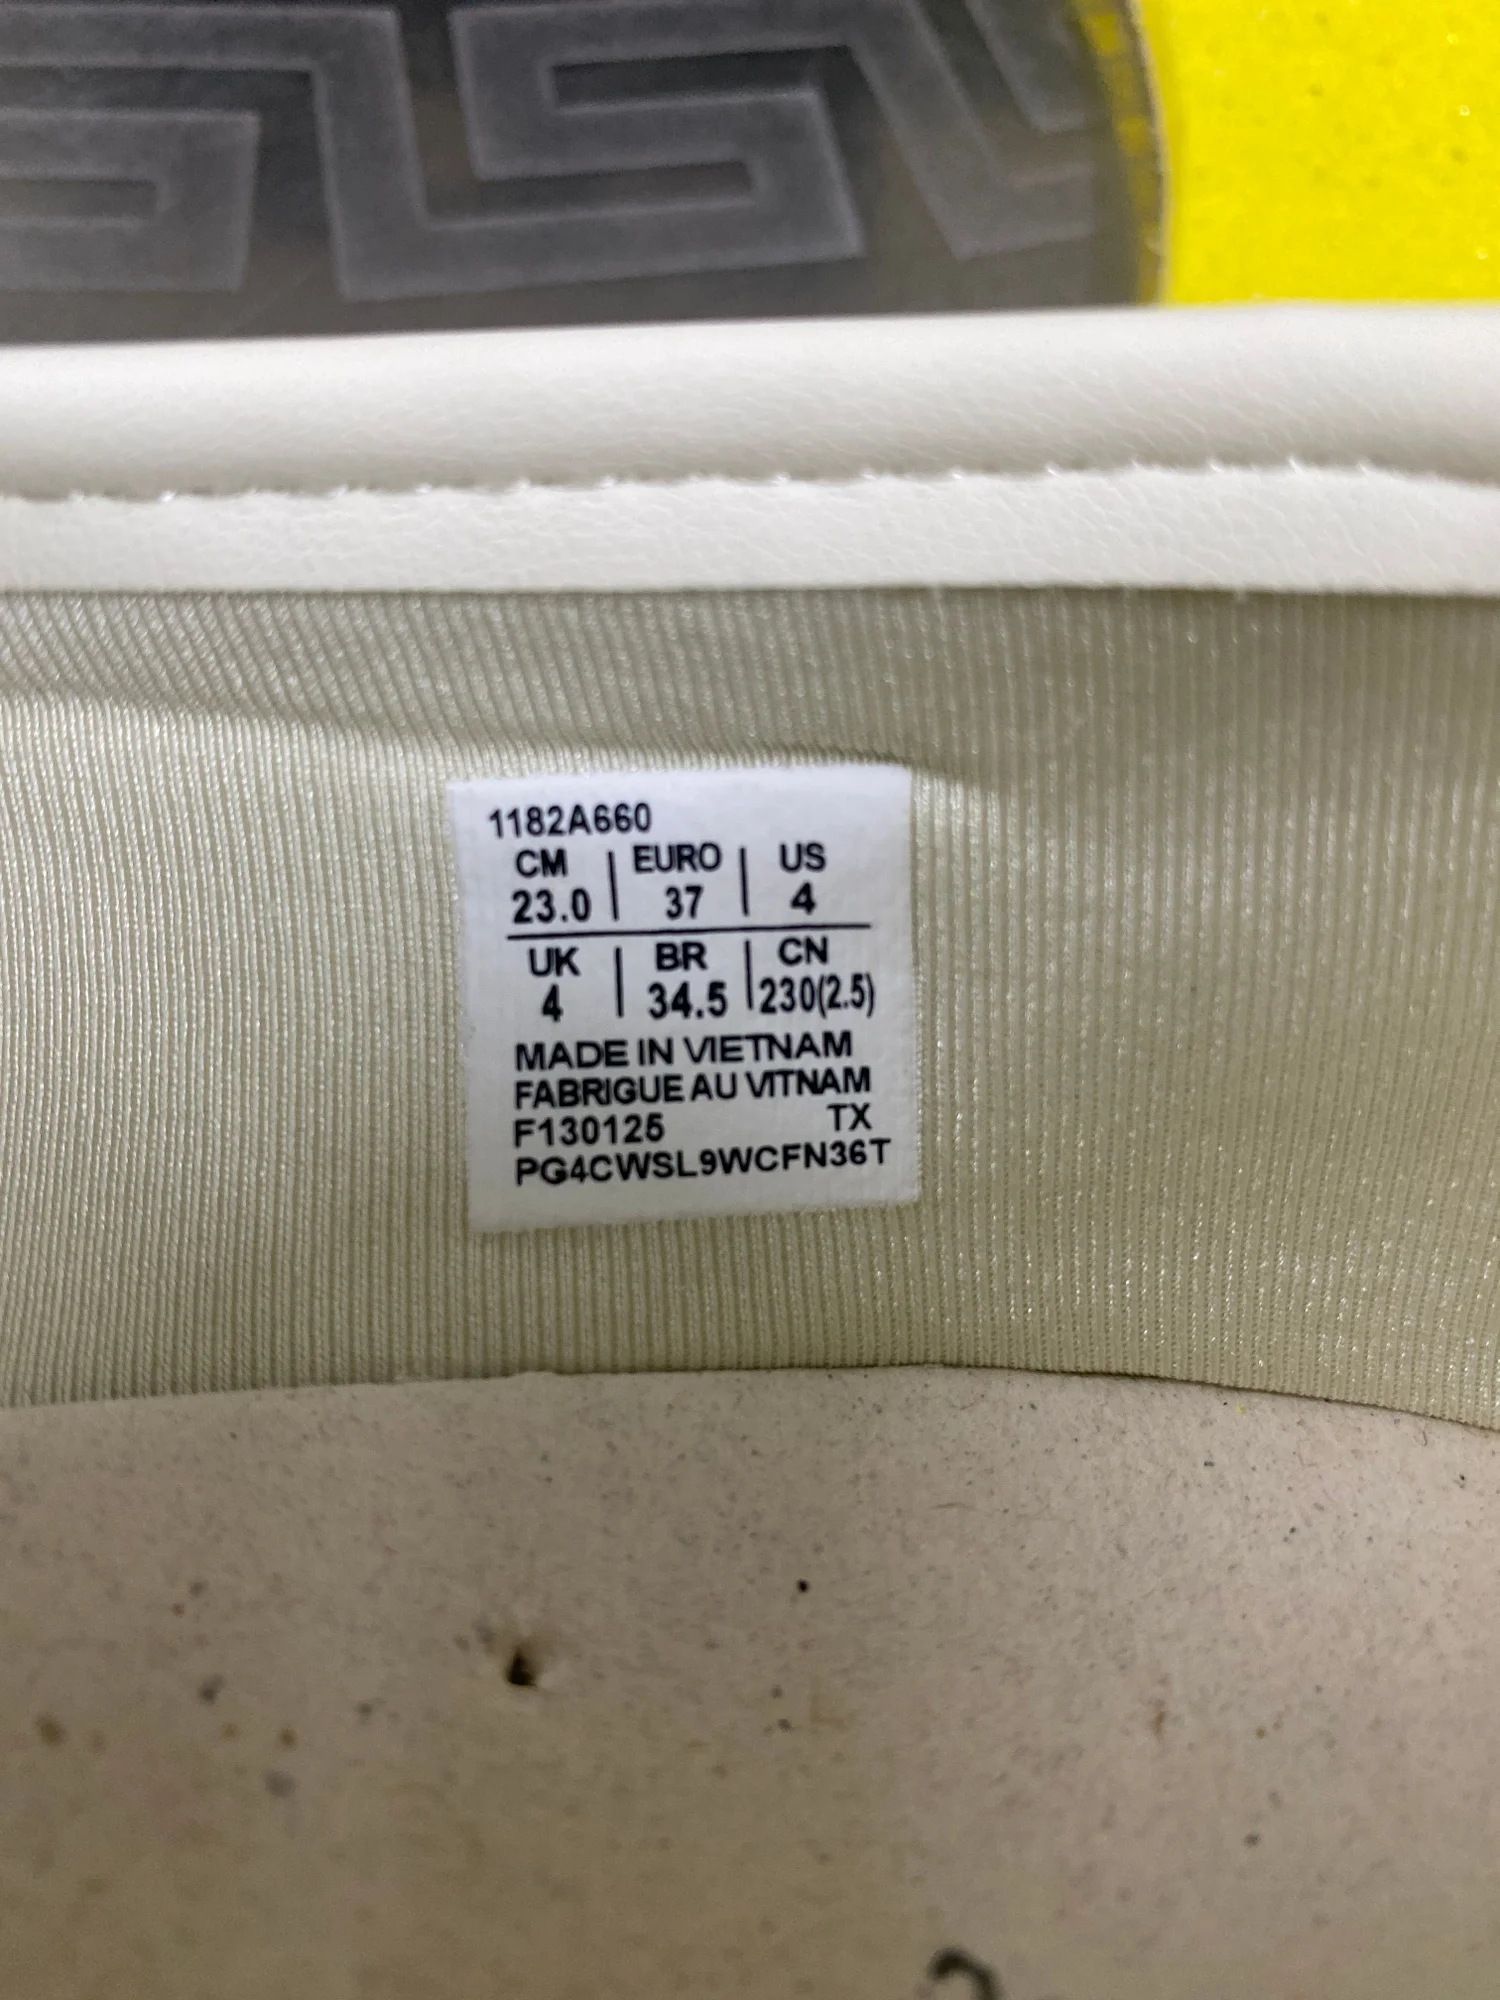 1182A660
CM | EURO | US
23.0 | 37 | 4
UK | BR | CN
4 | 34.5 | 230(2.5)
MADE IN VIETNAM
FABRIGUE AU VITNAM
F130125 TX
PG4CWSL9WCFN36T